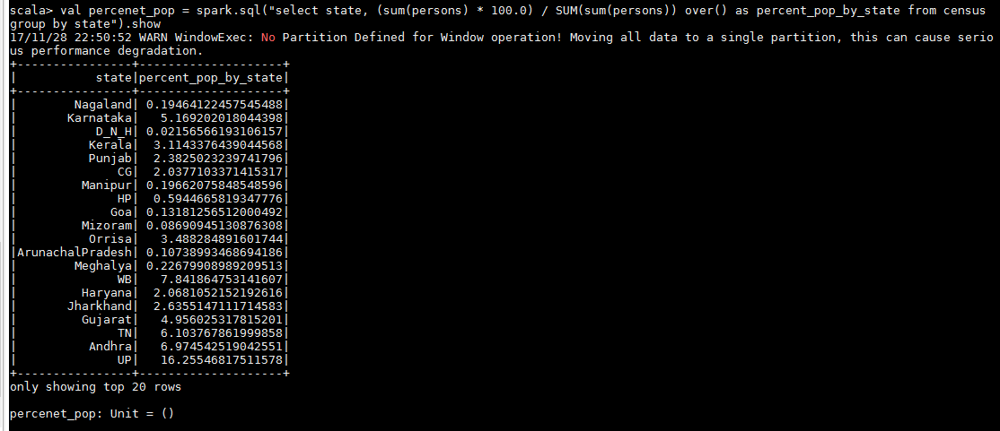 scala> val percenet_pop = spark.sql("select state, (sum(persons) * 100.0) / SUM(sum(persons)) over() as percent_pop_by_state from census
group by state").show
17/11/28 22:50:52 WARN WindowExec: No Partition Defined for Window operation! Moving all data to a single partition, this can cause serio
us performance degradation.
+----------------+--------------------+
|           state|percent_pop_by_state|
+----------------+--------------------+
|        Nagaland| 0.19464122457545488|
|       Karnataka|   5.169202018044398|
|           D_N_H| 0.02156566193106157|
|          Kerala|  3.1143376439044568|
|          Punjab|  2.3825023239741796|
|              CG|  2.0377103371415317|
|         Manipur| 0.19662075848548596|
|              HP|  0.5944665819347776|
|             Goa| 0.13181256512000492|
|         Mizoram| 0.08690945130876308|
|          Orrisa|   3.488284891601744|
|ArunachalPradesh| 0.10738993468694186|
|        Meghalya| 0.22679908989209513|
|              WB|   7.841864753141607|
|         Haryana|  2.0681052152192616|
|       Jharkhand|  2.6355147111714583|
|         Gujarat|   4.956025317815201|
|              TN|   6.103767861999858|
|          Andhra|   6.974542519042551|
|              UP|   16.25546817511578|
+----------------+--------------------+
only showing top 20 rows
percenet_pop: Unit = ()